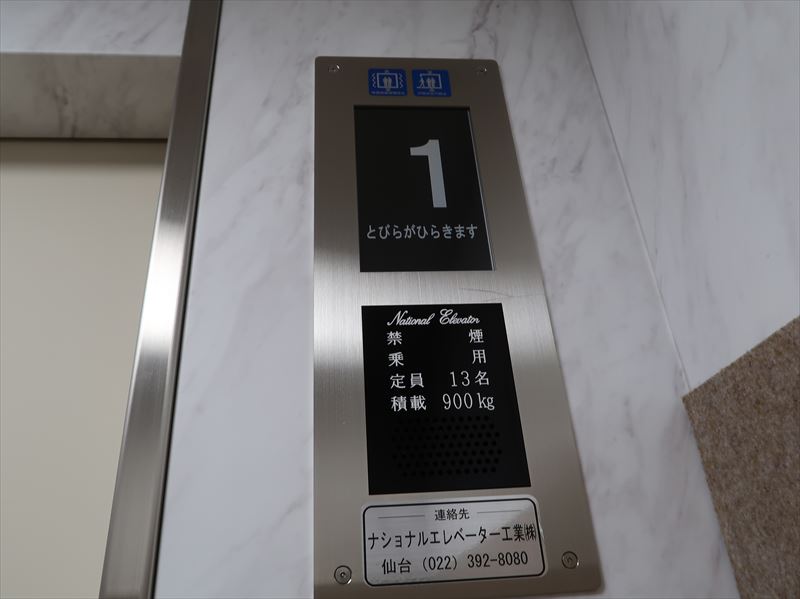 1
とびらがひらきます
National Elevator
禁煙
乗用
定員 13名
積載 900kg
連絡先
ナショナルエレベーター工業㈱
仙台 (022) 392-8080